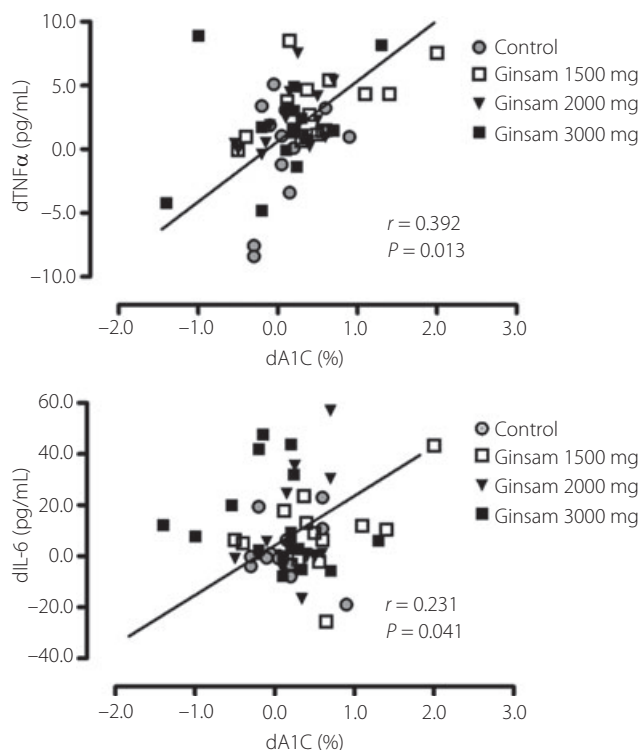 10.0
5.0
0.0
−5.0
−10.0
dTNFα (pg/mL)
Control
Ginsam 1500 mg
Ginsam 2000 mg
Ginsam 3000 mg
r = 0.392
P = 0.013
−2.0 −1.0 0.0 1.0 2.0 3.0
dA1C (%)
60.0
40.0
20.0
0.0
−20.0
−40.0
dIL-6 (pg/mL)
Control
Ginsam 1500 mg
Ginsam 2000 mg
Ginsam 3000 mg
r = 0.231
P = 0.041
−2.0 −1.0 0.0 1.0 2.0 3.0
dA1C (%)